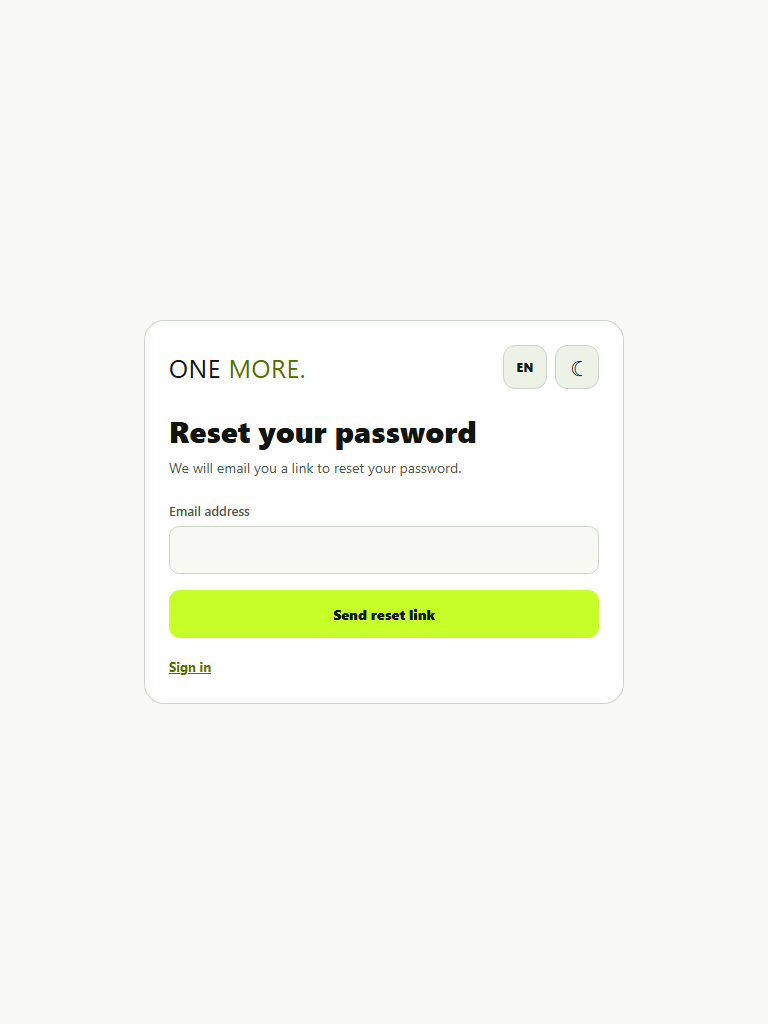 ONE MORE.
EN
Reset your password
We will email you a link to reset your password.
Email address
Send reset link
Sign in